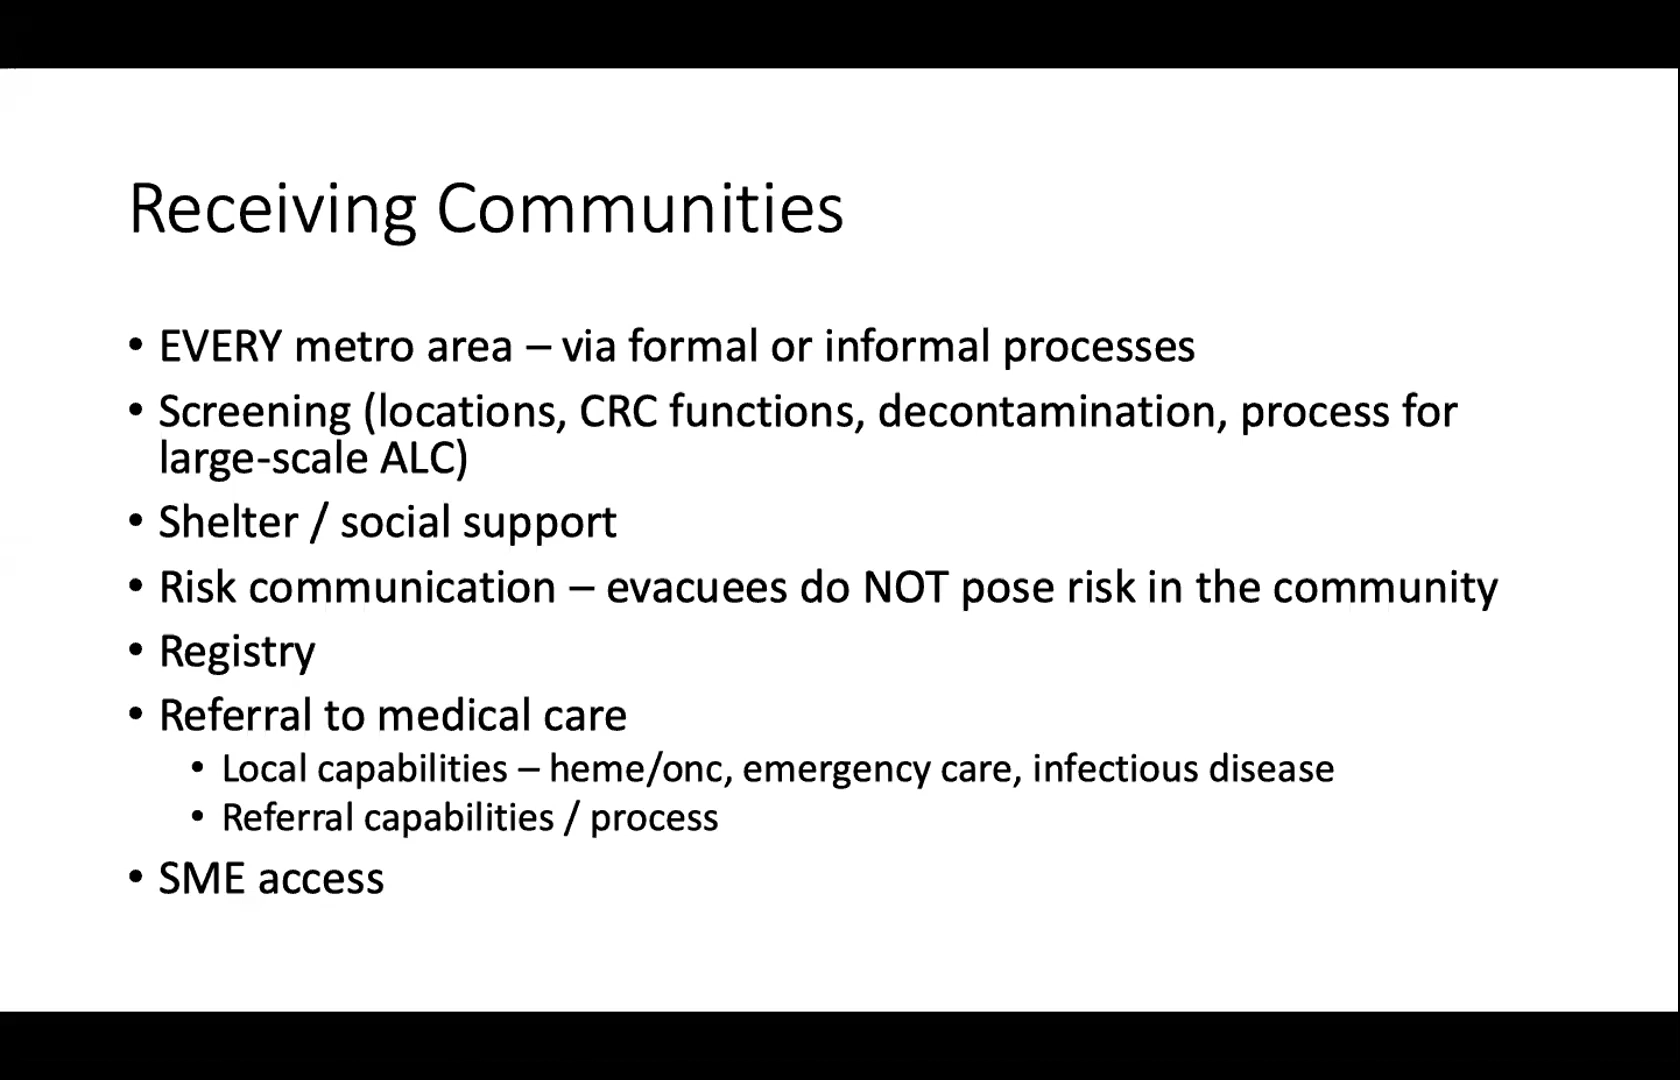 Receiving Communities
• EVERY metro area – via formal or informal processes
• Screening (locations, CRC functions, decontamination, process for
large-scale ALC)
• Shelter / social support
• Risk communication – evacuees do NOT pose risk in the community
• Registry
• Referral to medical care
• Local capabilities – heme/onc, emergency care, infectious disease
• Referral capabilities / process
• SME access